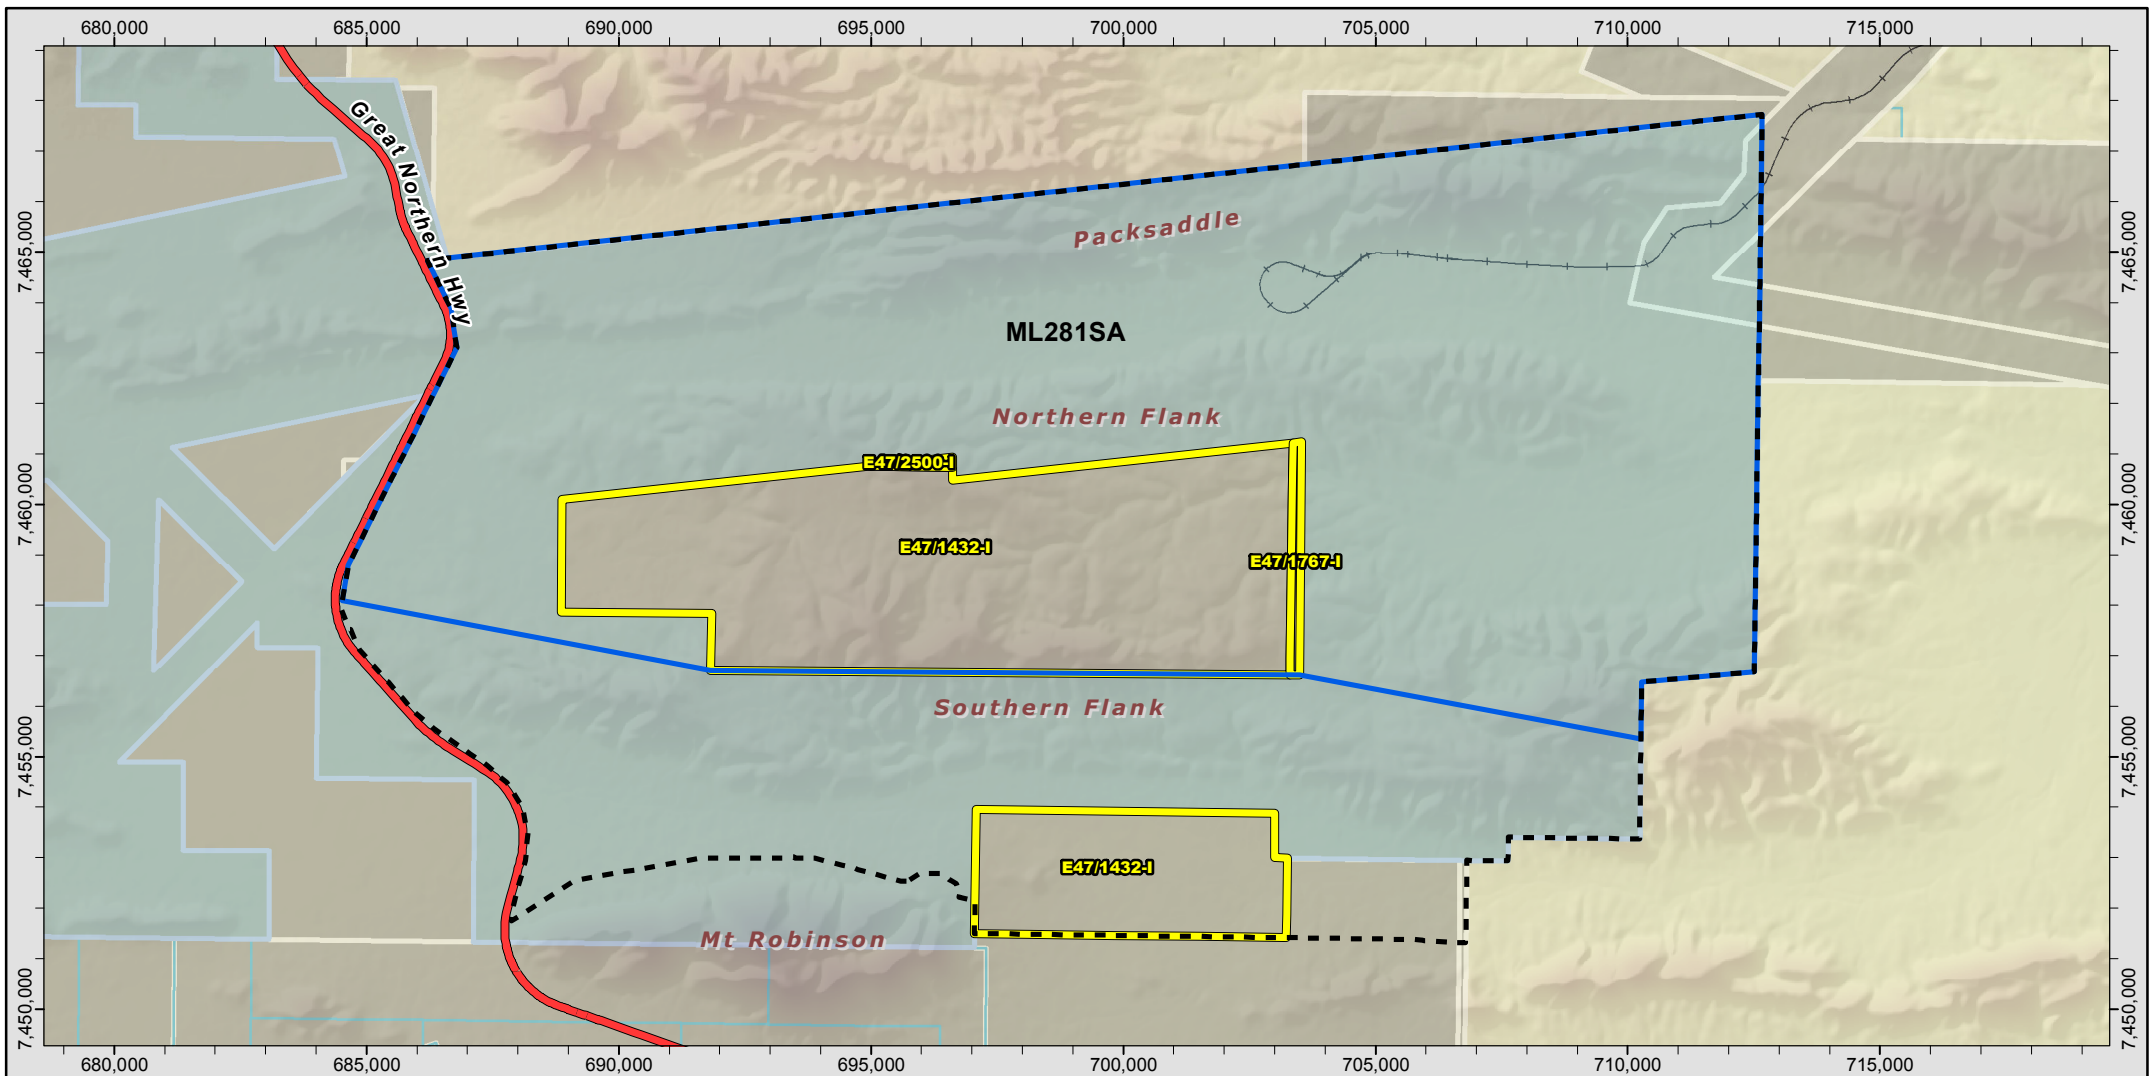 680,000 685,000 690,000 695,000 700,000 705,000 710,000 715,000
Great Northern Hwy
Packsaddle
7,465,000 7,465,000
ML281SA
Northern Flank
E47/2500-I
7,460,000 7,460,000
E47/1432-I
E47/1767-I
Southern Flank
7,455,000 7,455,000
E47/1432-I
Mt Robinson
7,450,000 7,450,000
680,000 685,000 690,000 695,000 700,000 705,000 710,000 715,000